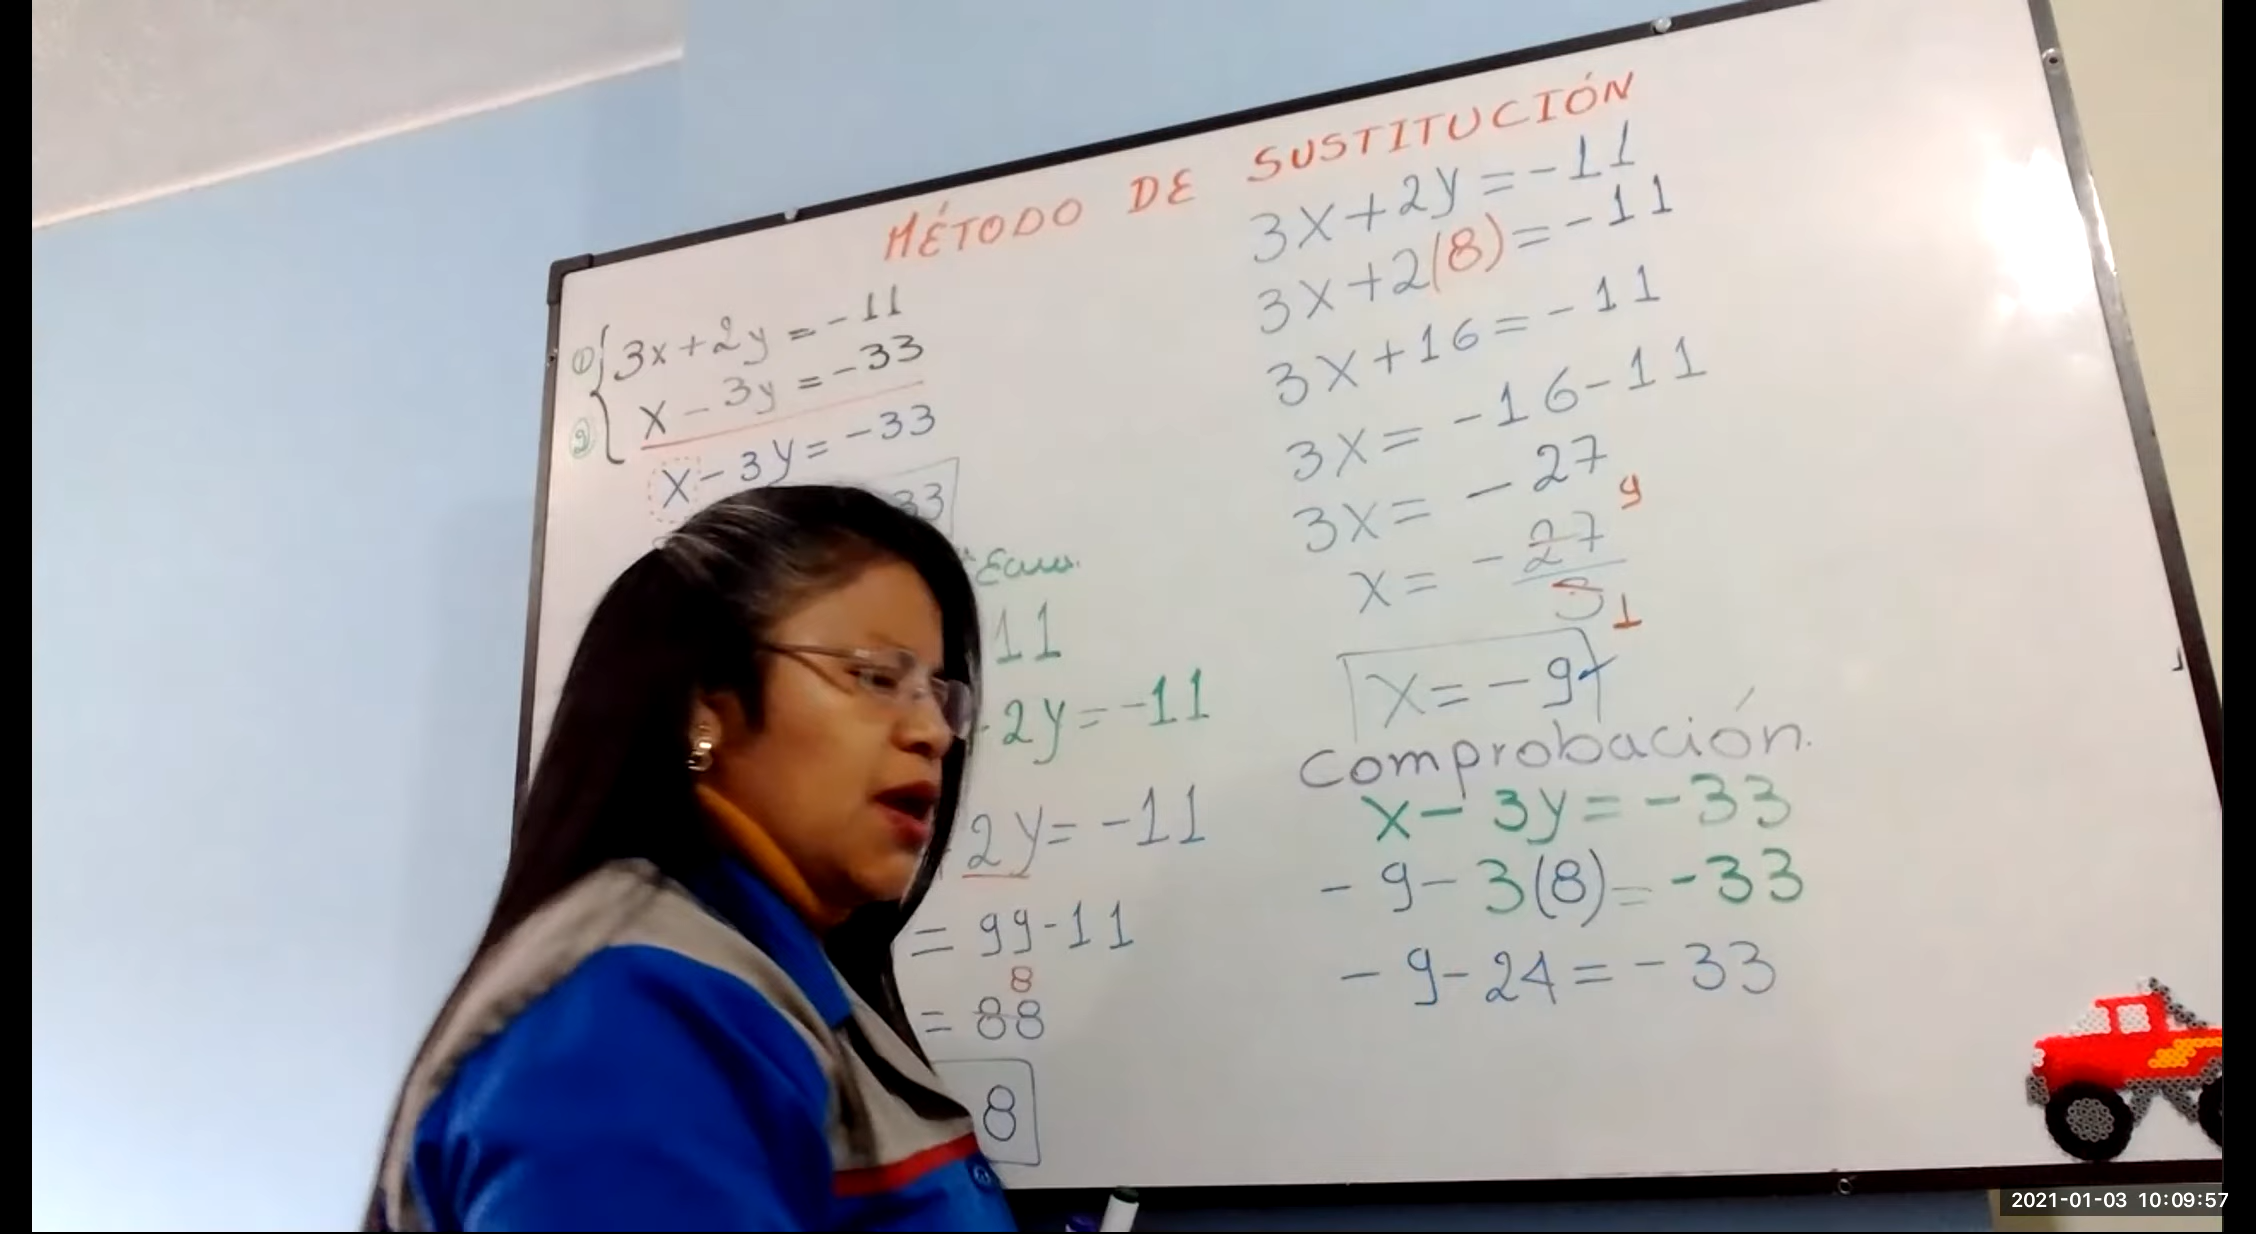 MÉTODO DE SUSTITUCIÓN
① 3x+2y=-11
② x-3y=-33
x-3y=-33
33
Ecua.
11
2y=-11
2y=-11
=99-11
8
=88
8
3x+2y=-11
3x+2(8)=-11
3x+16=-11
3x=-16-11
3x=-27
9
x=-27
3 1
x=-9
Comprobación.
x-3y=-33
-9-3(8)=-33
-9-24=-33
2021-01-03 10:09:57